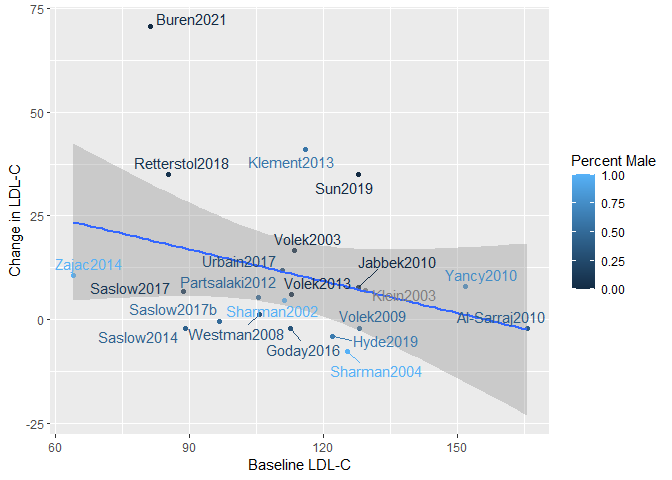 75
Buren2021
50
Retterstol2018
Klement2013
Percent Male
1.00
0.75
0.50
0.25
0.00
Sun2019
Change in LDL-C
25
Volek2003
Zajac2014
Urbain2017
Jabbek2010
Partsalaki2012
Volek2013
Yancy2010
Saslow2017
Klein2003
Saslow2017b
Sharman2002
Volek2009
Al-Sarraj2010
0
Saslow2014
Westman2008
Goday2016
Hyde2019
Sharman2004
-25
60
90
120
150
Baseline LDL-C